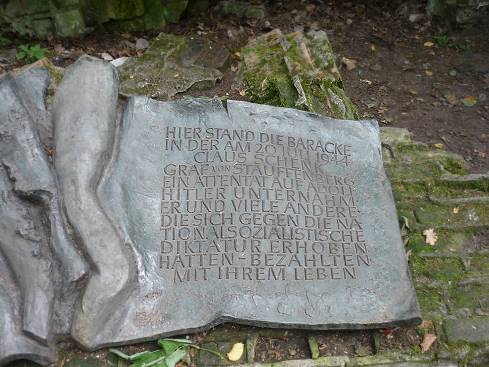 HIER STAND DIE BARACKE
IN DER AM 20. JULI 1944
CLAUS SCHENK
GRAF VON STAUFFENBERG
EIN ATTENTAT AUF ADOLF
HITLER UNTERNAHM –
ER UND VIELE ANDERE-
DIE SICH GEGEN DIE NA
TIONALSOZIALISTISCHE
DIKTATUR ERHOBEN
HATTEN – BEZAHLTEN
MIT IHREM LEBEN